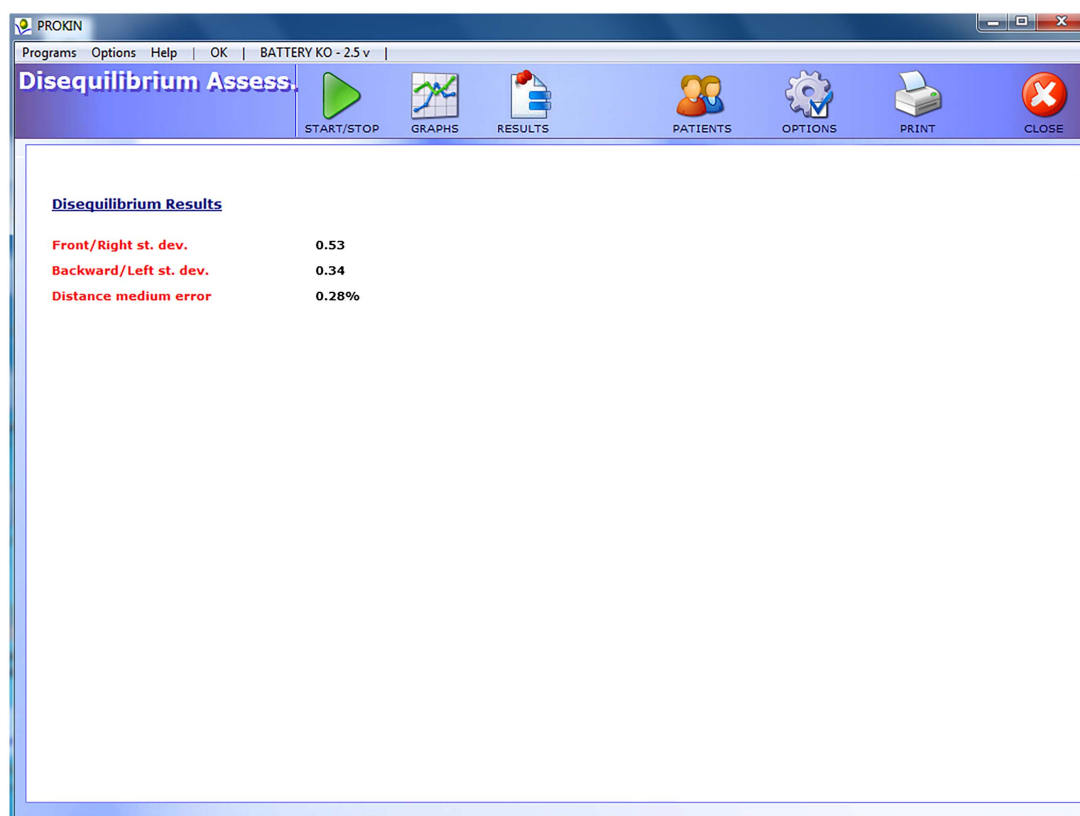 PROKIN
Programs Options Help | OK | BATTERY KO - 2.5 v |
Disequilibrium Assess.
START/STOP GRAPHS RESULTS PATIENTS OPTIONS PRINT CLOSE
Disequilibrium Results
Front/Right st. dev. 0.53
Backward/Left st. dev. 0.34
Distance medium error 0.28%